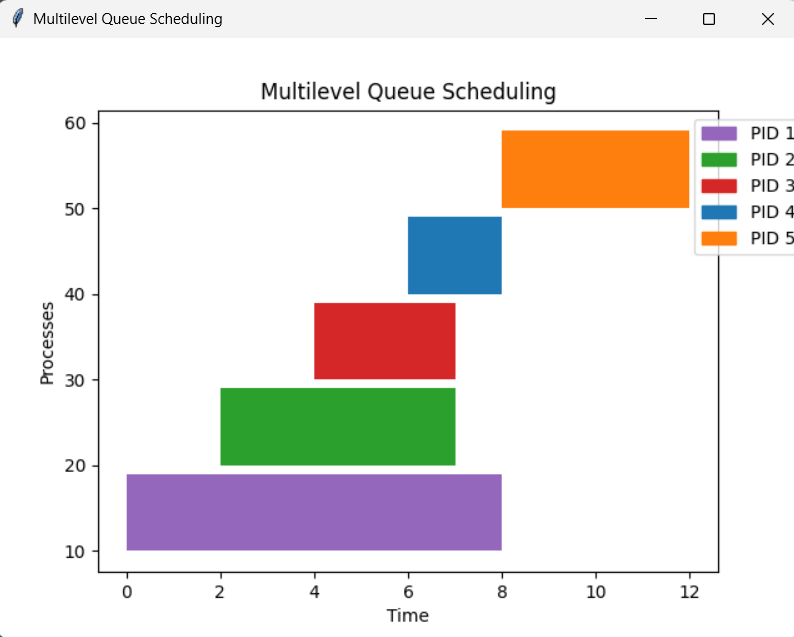 Multilevel Queue Scheduling
Multilevel Queue Scheduling
60
50
40
30
20
10
Processes
0 2 4 6 8 10 12
Time
PID 1
PID 2
PID 3
PID 4
PID 5